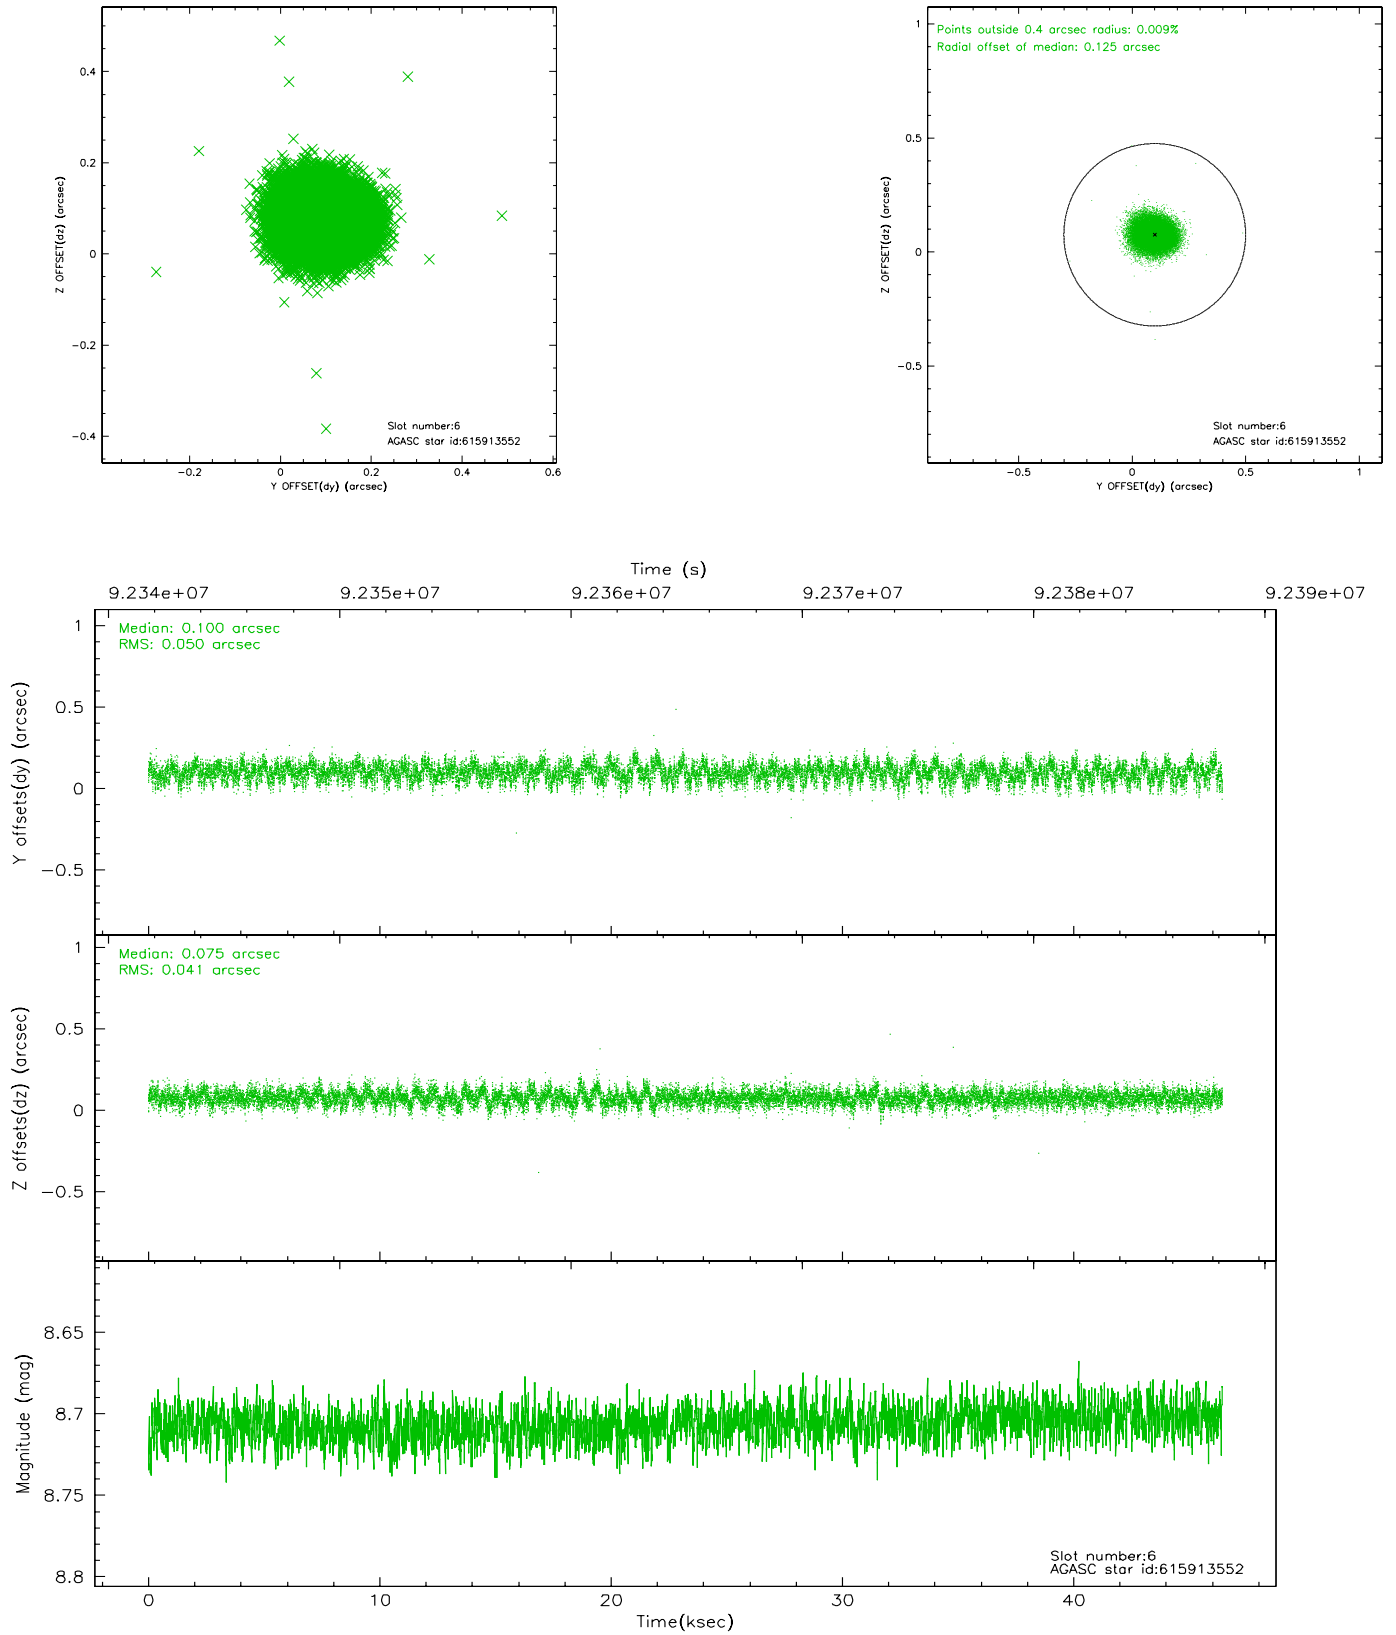 0.4
0.2
0
−0.2
−0.4
Z OFFSET(dz) (arcsec)
−0.2
0
0.2
0.4
0.6
Y OFFSET(dy) (arcsec)
Slot number:6
AGASC star id:615913552
Points outside 0.4 arcsec radius: 0.009%
Radial offset of median: 0.125 arcsec
1
0.5
0
−0.5
Z OFFSET(dz) (arcsec)
−0.5
0
0.5
1
Y OFFSET(dy) (arcsec)
Slot number:6
AGASC star id:615913552
Time (s)
9.234e+07
9.235e+07
9.236e+07
9.237e+07
9.238e+07
9.239e+07
Median: 0.100 arcsec
RMS: 0.050 arcsec
1
0.5
0
−0.5
Y offsets(dy) (arcsec)
Median: 0.075 arcsec
RMS: 0.041 arcsec
1
0.5
0
−0.5
Z offsets(dz) (arcsec)
8.65
8.7
8.75
8.8
Magnitude (mag)
Slot number:6
AGASC star id:615913552
0
10
20
30
40
Time(ksec)